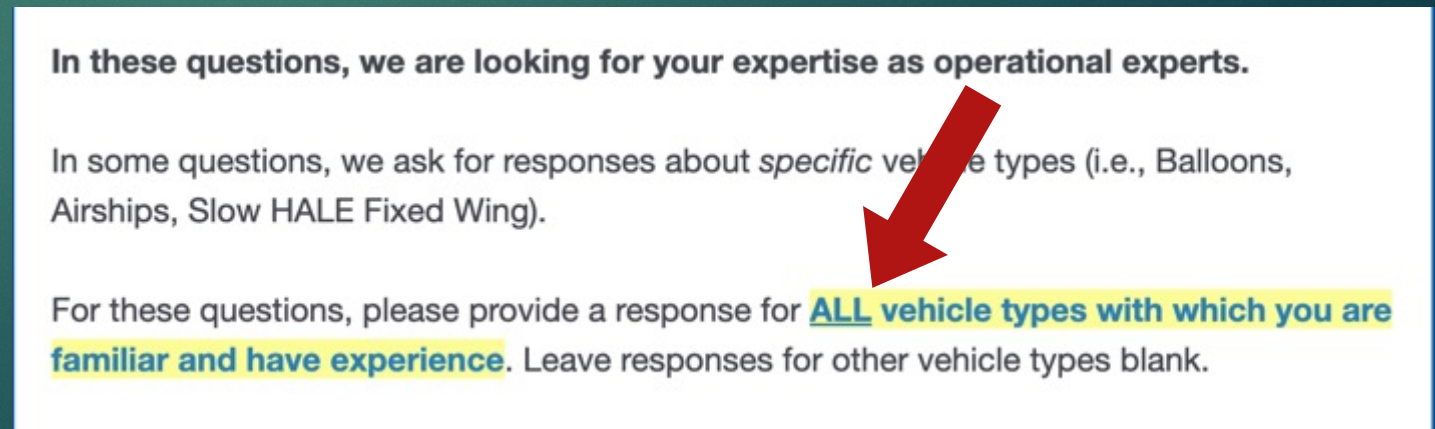 In these questions, we are looking for your expertise as operational experts.
In some questions, we ask for responses about specific vehicle types (i.e., Balloons,
Airships, Slow HALE Fixed Wing).
For these questions, please provide a response for ALL vehicle types with which you are
familiar and have experience. Leave responses for other vehicle types blank.